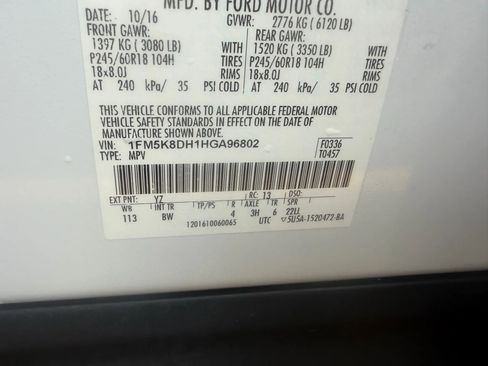 MFD. BY FORD MOTOR CO.
DATE: 10/16 GVWR: 2776 KG ( 6120 LB)
FRONT GAWR: REAR GAWR:
1397 KG ( 3080 LB) WITH 1520 KG ( 3350 LB) WITH
P245/60R18 104H TIRES P245/60R18 104H TIRES
18x8.0J RIMS 18x8.0J RIMS
AT 240 kPa/ 35 PSI COLD AT 240 kPa/ 35 PSI COLD
THIS VEHICLE CONFORMS TO ALL APPLICABLE FEDERAL MOTOR
VEHICLE SAFETY STANDARDS IN EFFECT ON THE DATE OF
MANUFACTURE SHOWN ABOVE.
VIN: 1FM5K8DH1HGA96802 F0336
TYPE: MPV T0457
EXT PNT: YZ RC: 13 DSO:
WB INT TR TP/PS R AXLE TR SPR
113 BW 4 3H 6 22LL
1201610060065 UTC 5USA-1520472-BA